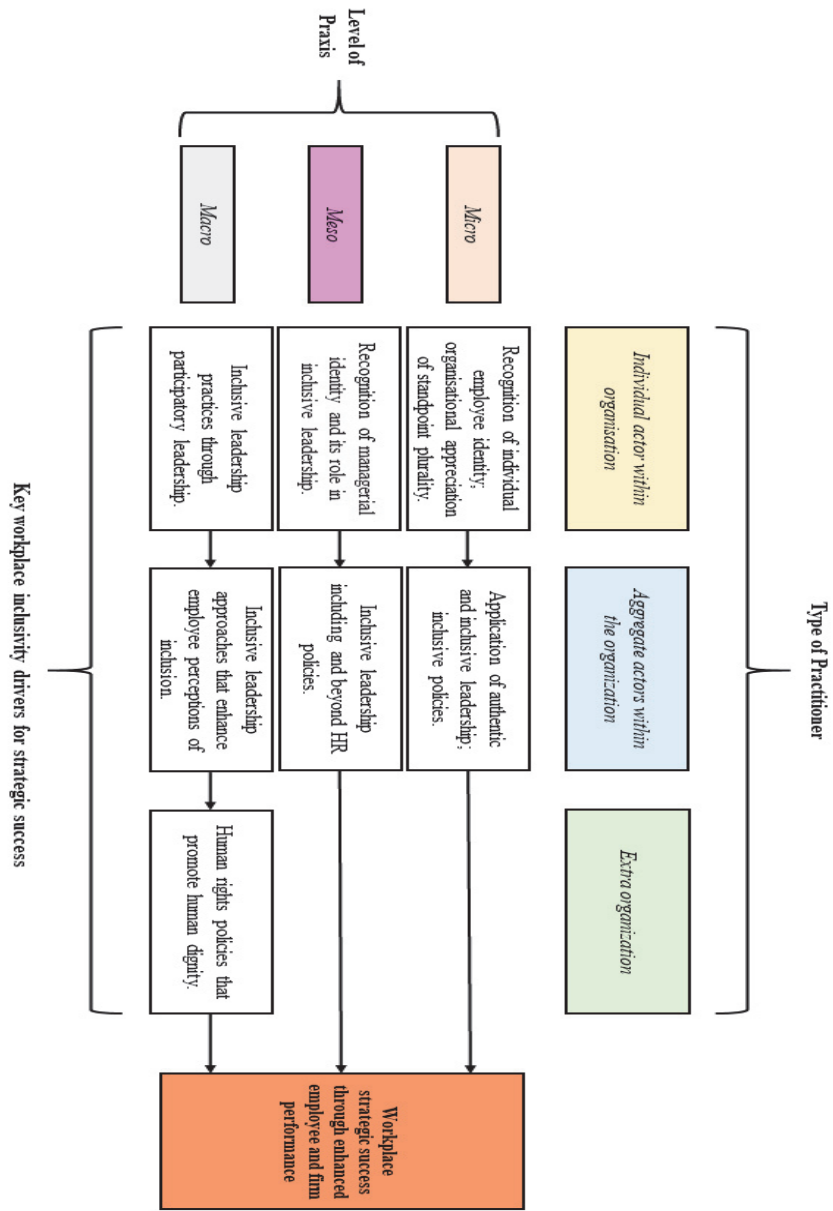 Type of Practitioner
Individual actor within
organisation
Aggregate actors within
the organization
Extra organization
Level of
Praxis
Micro
Recognition of individual
employee identity;
organisational appreciation
of standpoint plurality.
Application of authentic
and inclusive leadership;
inclusive policies.
Meso
Recognition of managerial
identity and its role in
inclusive leadership.
Inclusive leadership
including and beyond HR
policies.
Macro
Inclusive leadership
practices through
participatory leadership.
Inclusive leadership
approaches that enhance
employee perceptions of
inclusion.
Human rights policies that
promote human dignity.
Workplace
strategic success
through enhanced
employee and firm
performance
Key workplace inclusivity drivers for strategic success